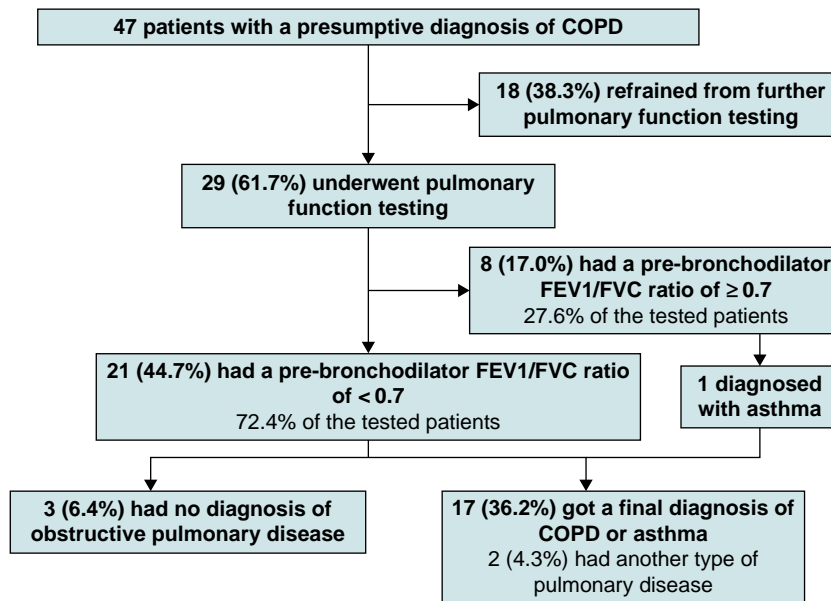 47 patients with a presumptive diagnosis of COPD
18 (38.3%) refrained from further
pulmonary function testing
29 (61.7%) underwent pulmonary
function testing
8 (17.0%) had a pre-bronchodilator
FEV1/FVC ratio of ≥ 0.7
27.6% of the tested patients
21 (44.7%) had a pre-bronchodilator FEV1/FVC ratio
of < 0.7
72.4% of the tested patients
1 diagnosed
with asthma
3 (6.4%) had no diagnosis of
obstructive pulmonary disease
17 (36.2%) got a final diagnosis of
COPD or asthma
2 (4.3%) had another type of
pulmonary disease